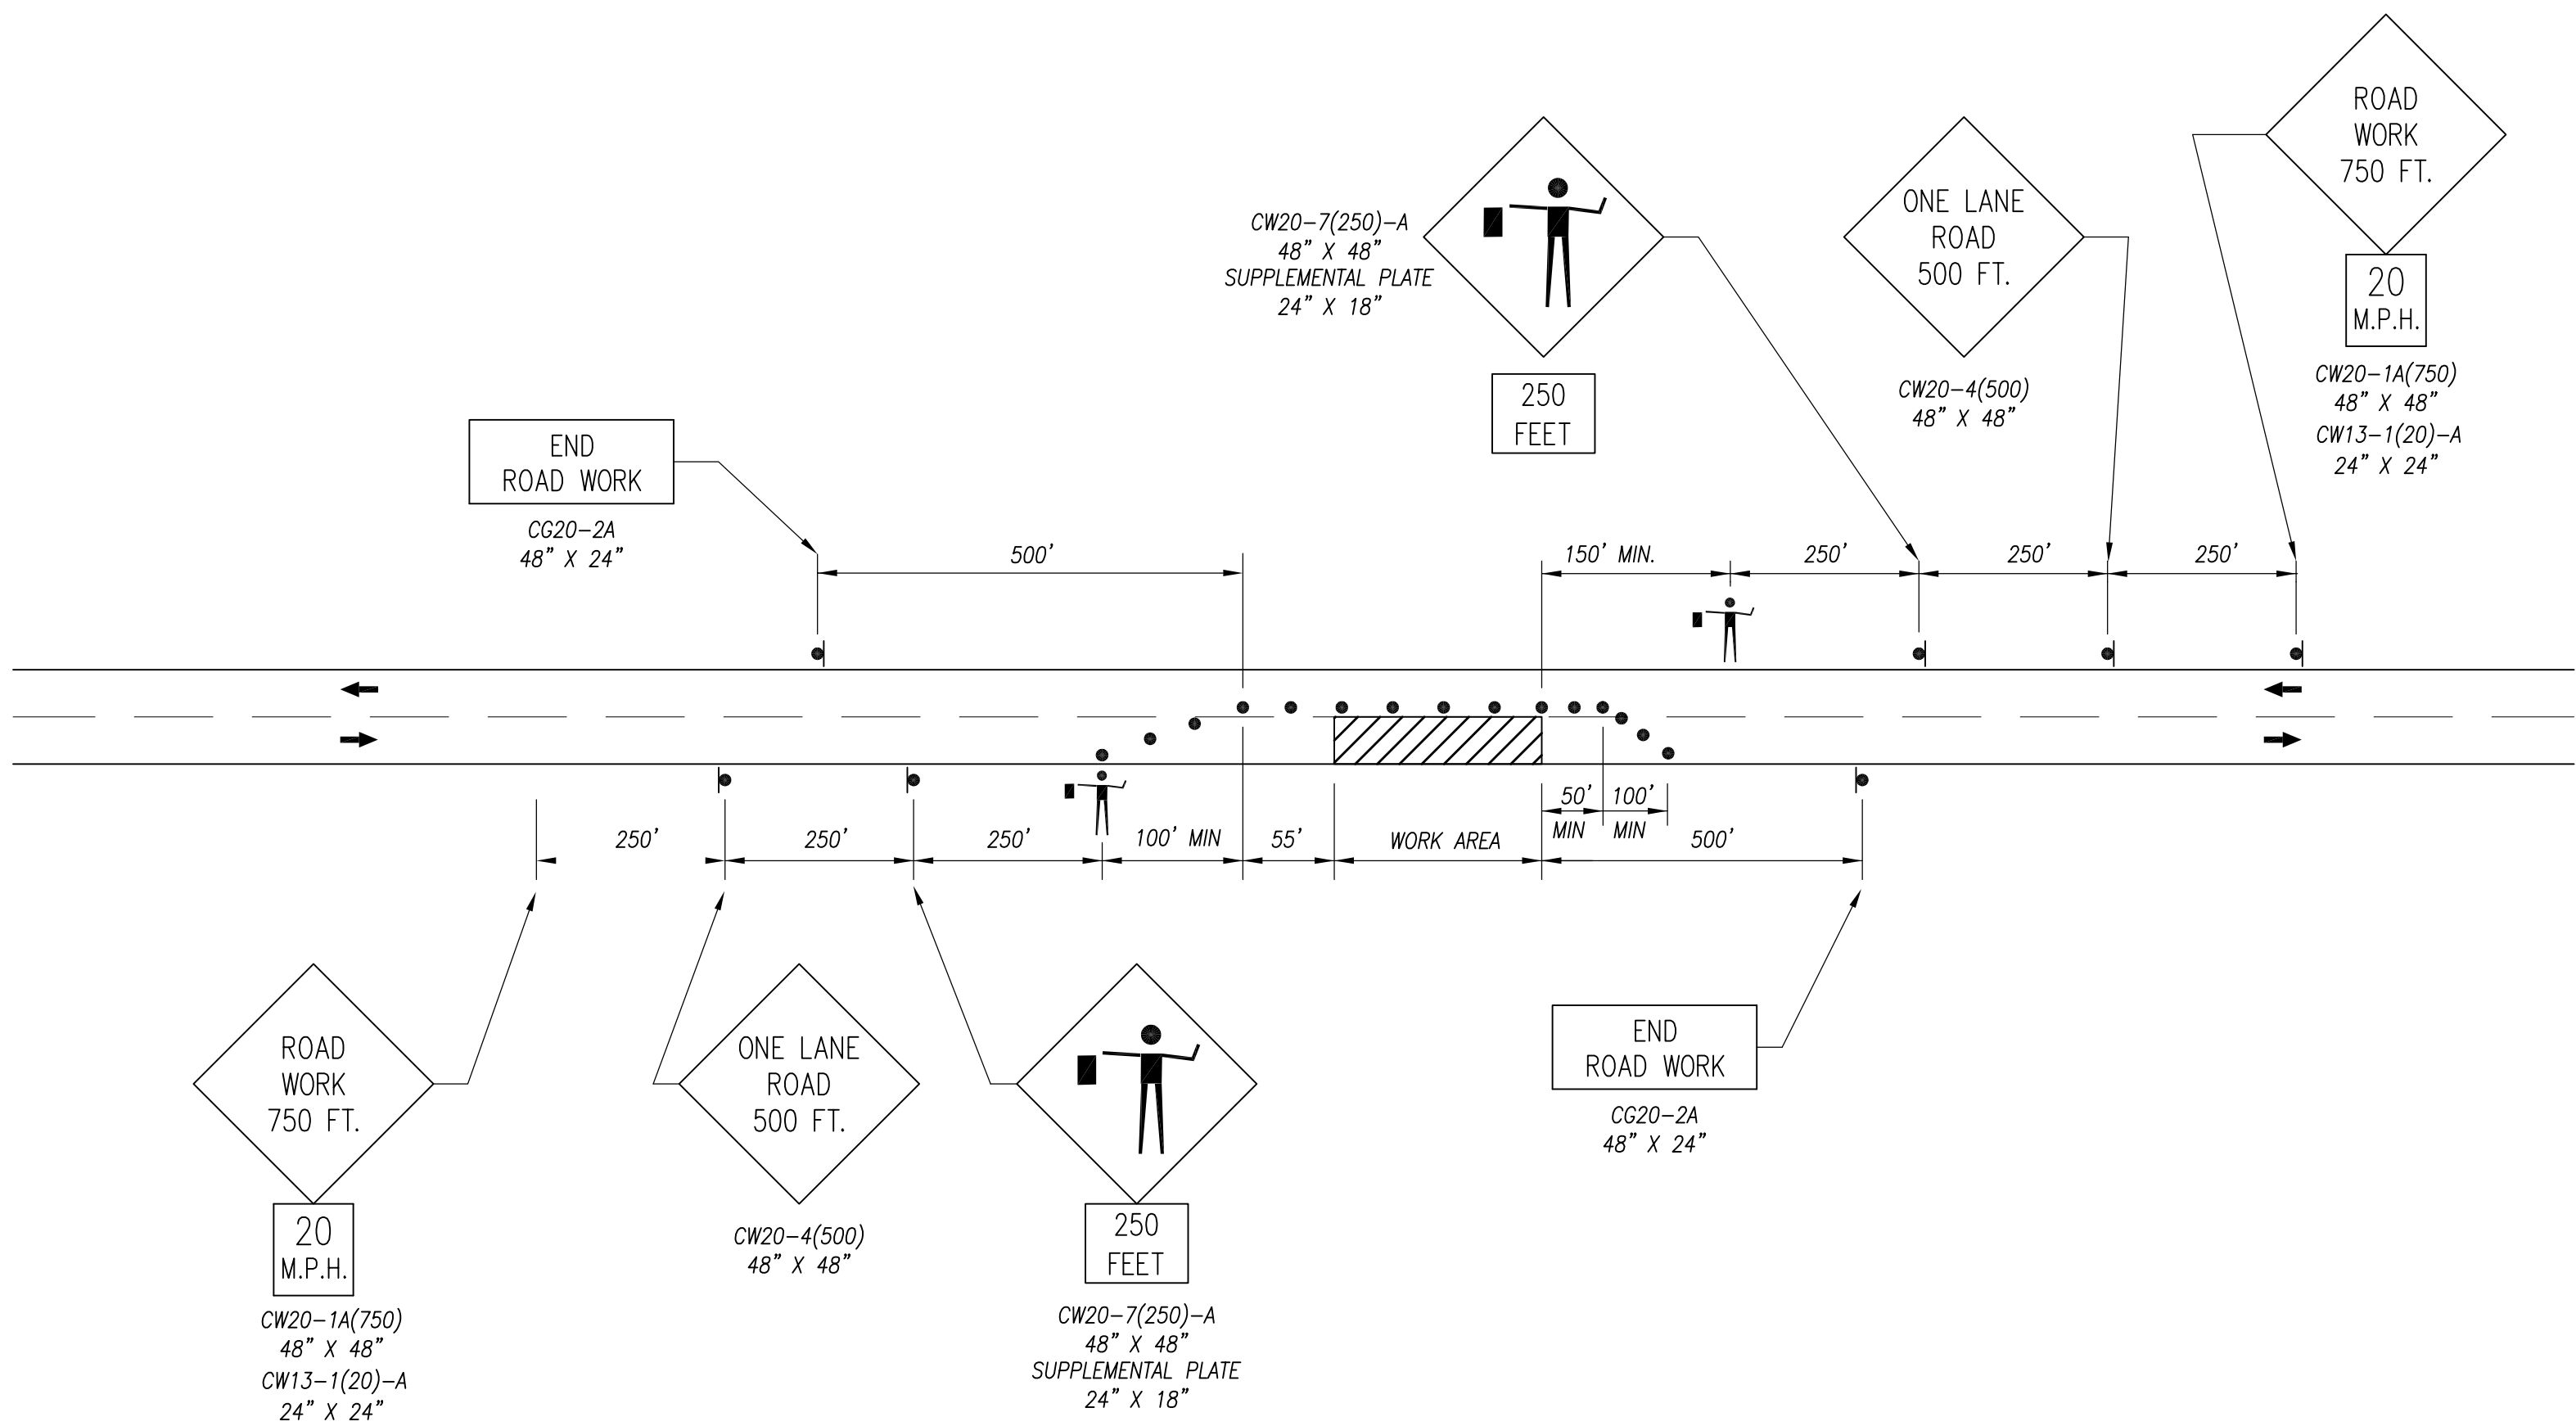 ROAD
WORK
750 FT.
20
M.P.H.
CW20-1A(750)
48" X 48"
CW13-1(20)-A
24" X 24"
ONE LANE
ROAD
500 FT.
CW20-4(500)
48" X 48"
CW20-7(250)-A
48" X 48"
SUPPLEMENTAL PLATE
24" X 18"
250
FEET
END
ROAD WORK
CG20-2A
48" X 24"
500'
150' MIN.
250'
250'
250'
250'
250'
250'
100' MIN
55'
WORK AREA
50'
MIN
100'
MIN
500'
ROAD
WORK
750 FT.
20
M.P.H.
CW20-1A(750)
48" X 48"
CW13-1(20)-A
24" X 24"
ONE LANE
ROAD
500 FT.
CW20-4(500)
48" X 48"
250
FEET
CW20-7(250)-A
48" X 48"
SUPPLEMENTAL PLATE
24" X 18"
END
ROAD WORK
CG20-2A
48" X 24"